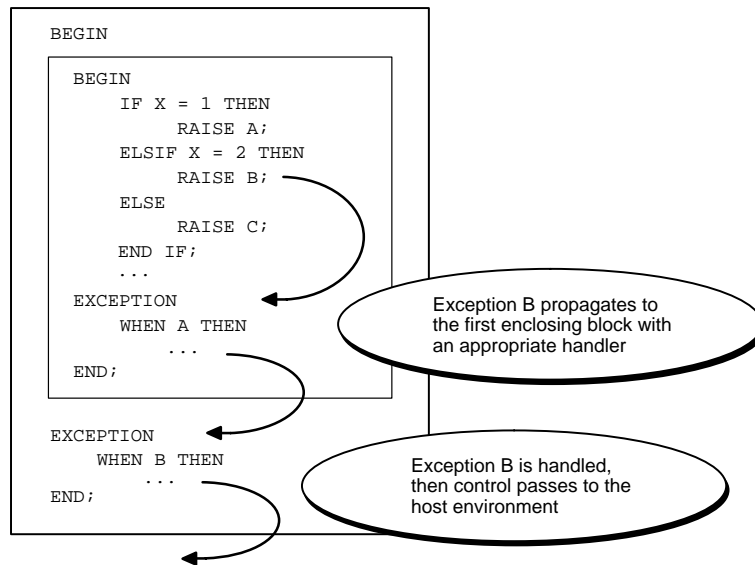 BEGIN
BEGIN
IF X = 1 THEN
RAISE A;
ELSIF X = 2 THEN
RAISE B;
ELSE
RAISE C;
END IF;
...
EXCEPTION
WHEN A THEN
...
END;
Exception B propagates to
the first enclosing block with
an appropriate handler
EXCEPTION
WHEN B THEN
...
END;
Exception B is handled,
then control passes to the
host environment